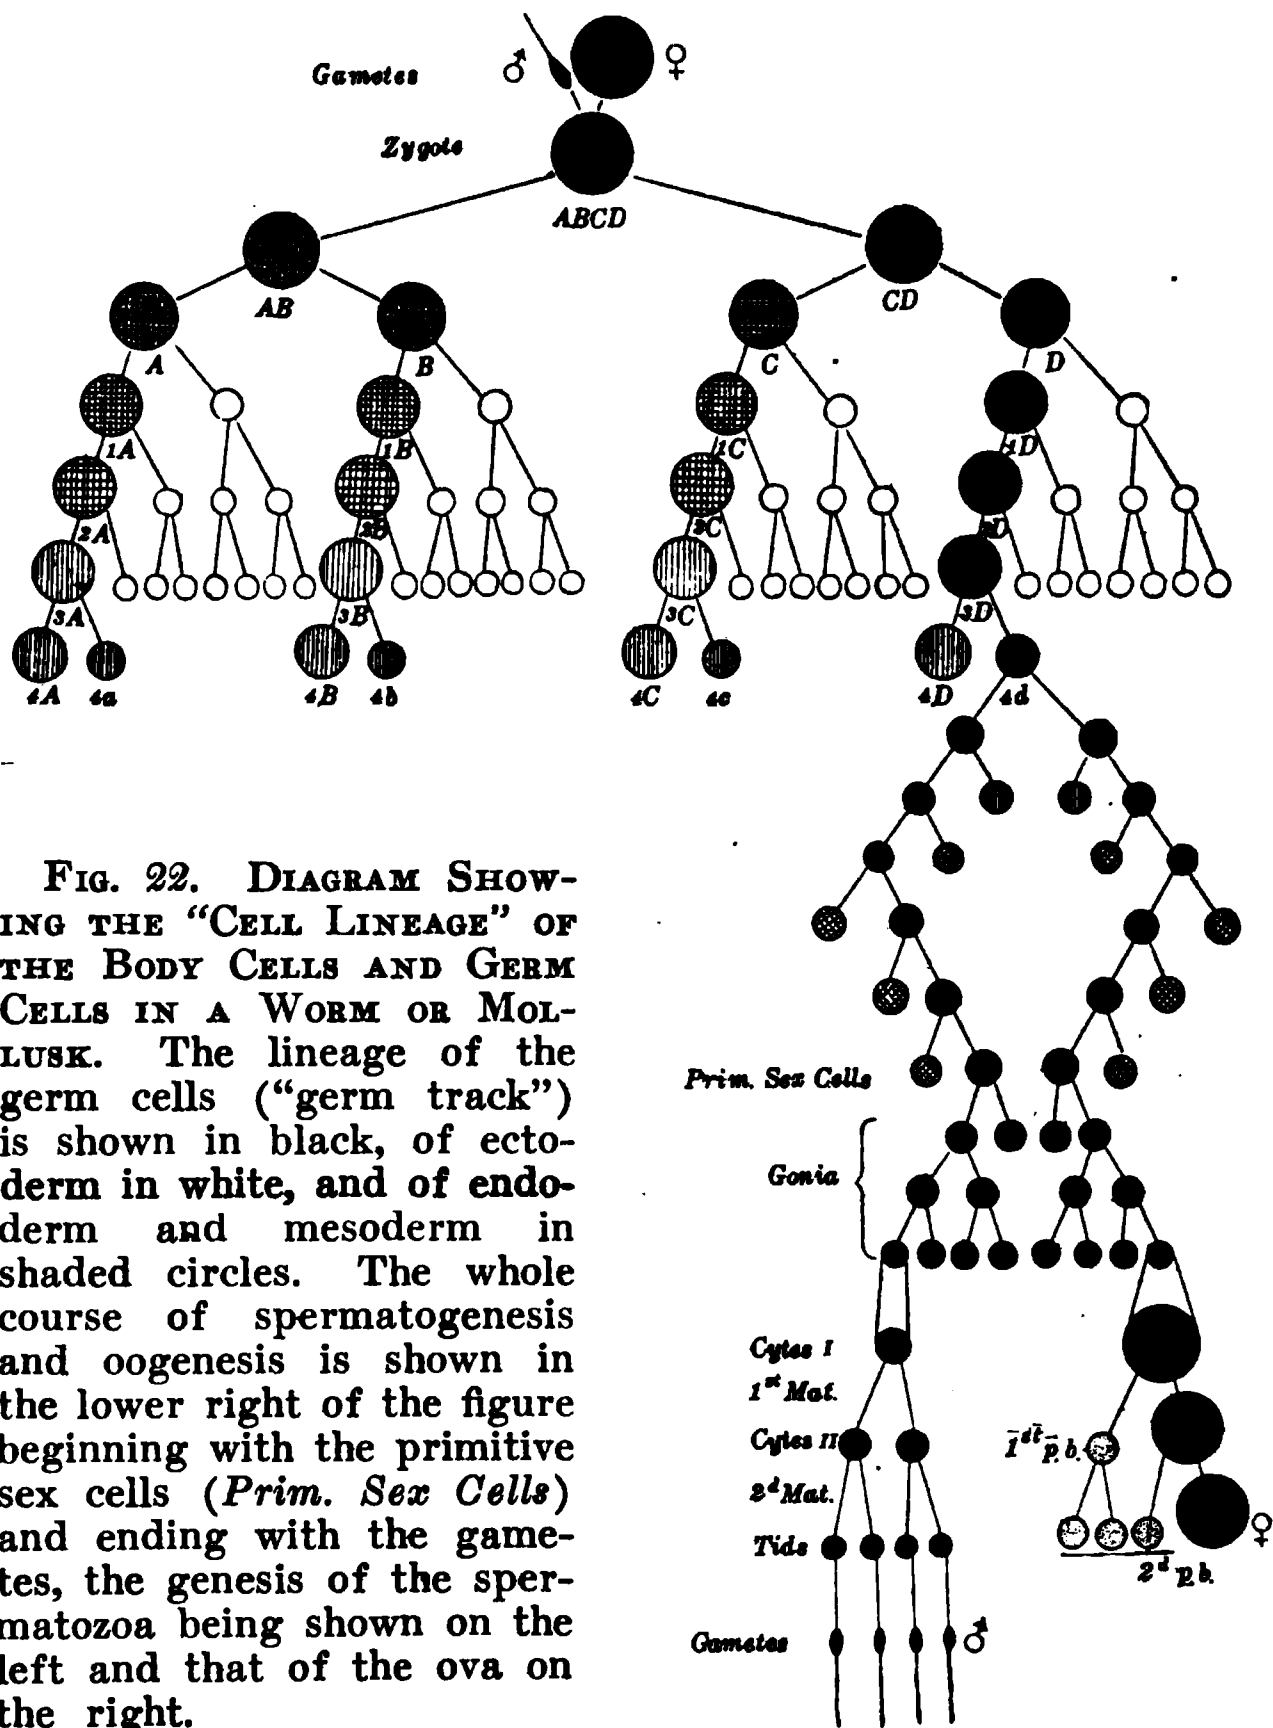 Gametes ♂ ♀
Zygote
ABCD
AB
CD
A
B
C
D
1A
1B
1C
1D
2A
2B
2C
2D
3A
3B
3C
3D
4A 4a
4B 4b
4C 4c
4D 4d
FIG. 22. DIAGRAM SHOW-
ING THE "CELL LINEAGE" OF
THE BODY CELLS AND GERM
CELLS IN A WORM OR MOL-
LUSK. The lineage of the
germ cells ("germ track")
is shown in black, of ecto-
derm in white, and of endo-
derm and mesoderm in
shaded circles. The whole
course of spermatogenesis
and oogenesis is shown in
the lower right of the figure
beginning with the primitive
sex cells (Prim. Sex Cells)
and ending with the game-
tes, the genesis of the sper-
matozoa being shown on the
left and that of the ova on
the right.
Prim. Sex Cells
Gonia
Cytes I
1st Mat.
Cytes II
1st p.b.
2d Mat.
Tids
♀
2d p.b.
Gametes ♂